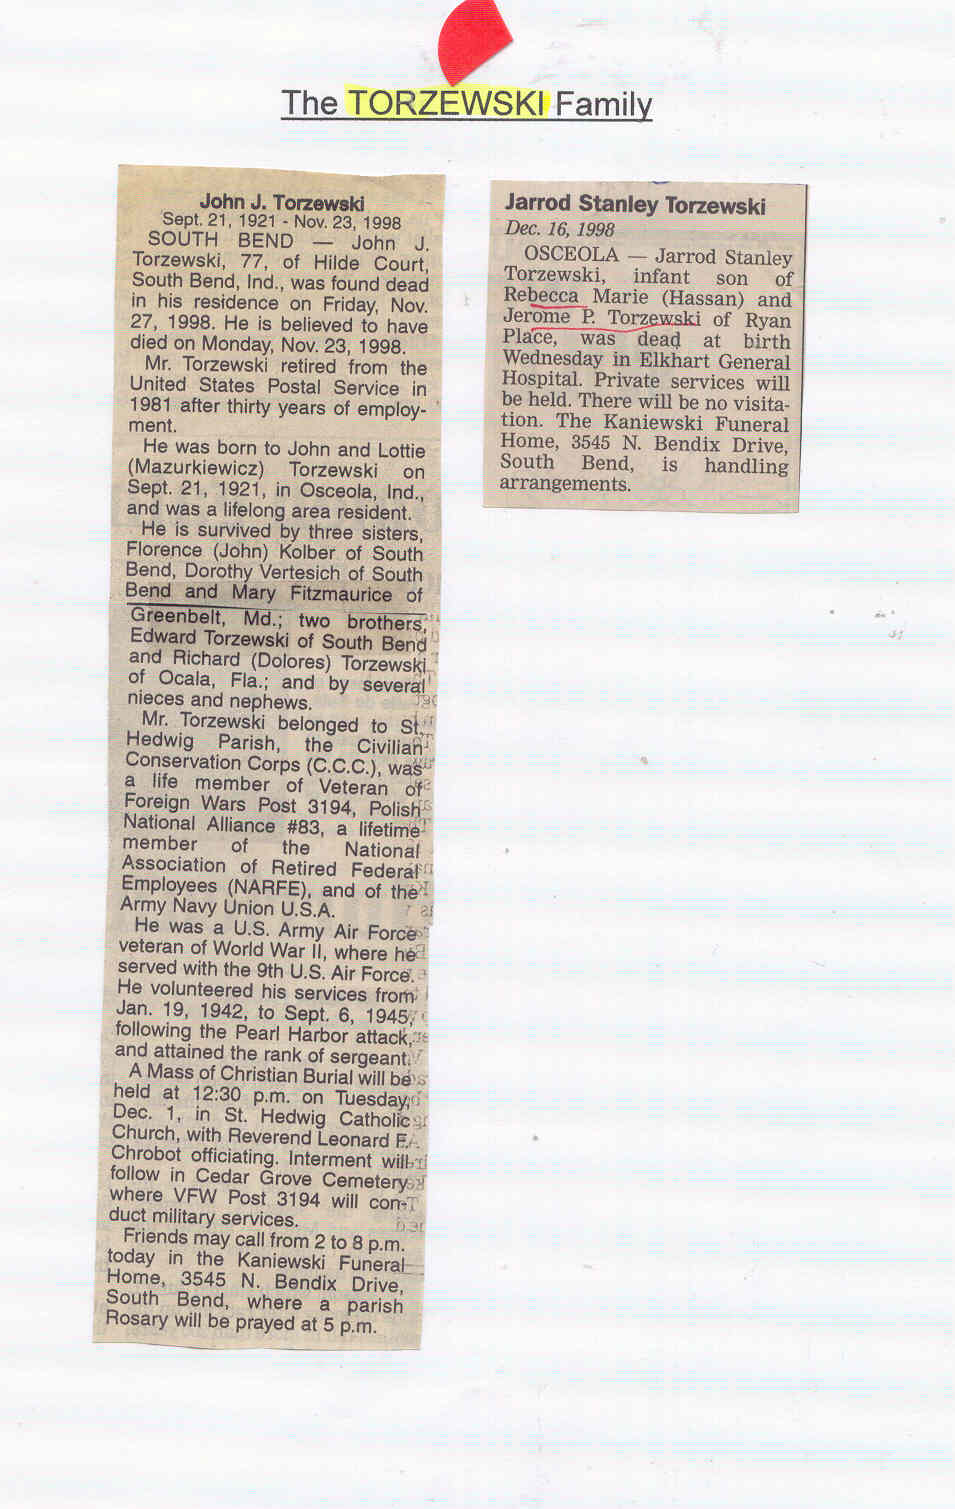 The TORZEWSKI Family
John J. Torzewski
Sept. 21, 1921 - Nov. 23, 1998
SOUTH BEND — John J.
Torzewski, 77, of Hilde Court,
South Bend, Ind., was found dead
in his residence on Friday, Nov.
27, 1998. He is believed to have
died on Monday, Nov. 23, 1998.
Mr. Torzewski retired from the
United States Postal Service in
1981 after thirty years of employ-
ment.
He was born to John and Lottie
(Mazurkiewicz) Torzewski on
Sept. 21, 1921, in Osceola, Ind.,
and was a lifelong area resident.
He is survived by three sisters,
Florence (John) Kolber of South
Bend, Dorothy Vertesich of South
Bend and Mary Fitzmaurice of
Greenbelt, Md.; two brothers,
Edward Torzewski of South Bend
and Richard (Dolores) Torzewski
of Ocala, Fla.; and by several
nieces and nephews.
Mr. Torzewski belonged to St.
Hedwig Parish, the Civilian
Conservation Corps (C.C.C.), was
a life member of Veteran of
Foreign Wars Post 3194, Polish
National Alliance #83, a lifetime
member of the National
Association of Retired Federal
Employees (NARFE), and of the
Army Navy Union U.S.A.
He was a U.S. Army Air Force
veteran of World War II, where he
served with the 9th U.S. Air Force.
He volunteered his services from
Jan. 19, 1942, to Sept. 6, 1945,
following the Pearl Harbor attack,
and attained the rank of sergeant.
A Mass of Christian Burial will be
held at 12:30 p.m. on Tuesday,
Dec. 1, in St. Hedwig Catholic
Church, with Reverend Leonard F.
Chrobot officiating. Interment will
follow in Cedar Grove Cemetery
where VFW Post 3194 will con-
duct military services.
Friends may call from 2 to 8 p.m.
today in the Kaniewski Funeral
Home, 3545 N. Bendix Drive,
South Bend, where a parish
Rosary will be prayed at 5 p.m.
Jarrod Stanley Torzewski
Dec. 16, 1998
OSCEOLA — Jarrod Stanley
Torzewski, infant son of
Rebecca Marie (Hassan) and
Jerome P. Torzewski of Ryan
Place, was dead at birth
Wednesday in Elkhart General
Hospital. Private services will
be held. There will be no visita-
tion. The Kaniewski Funeral
Home, 3545 N. Bendix Drive,
South Bend, is handling
arrangements.